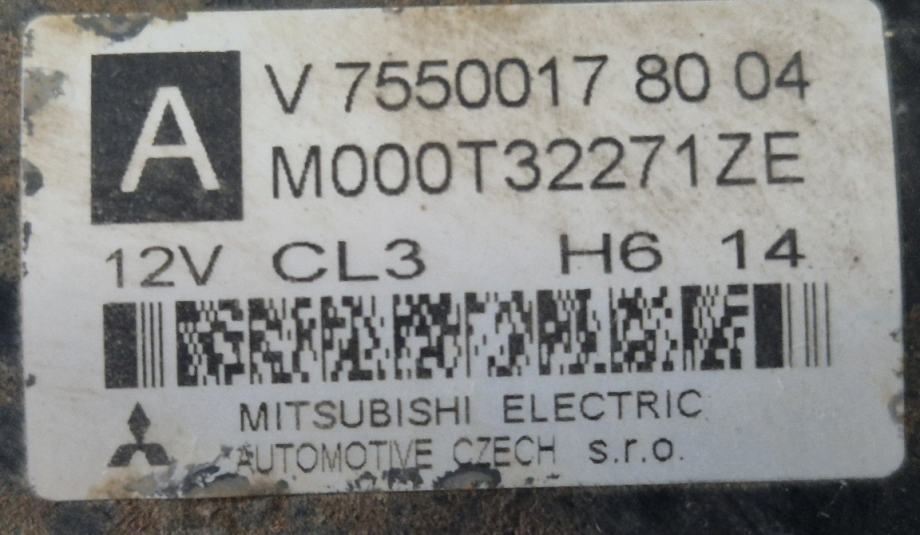 A
V 7550017 80 04
M000T32271ZE
12V CL3 H6 14
MITSUBISHI ELECTRIC
AUTOMOTIVE CZECH s.r.o.